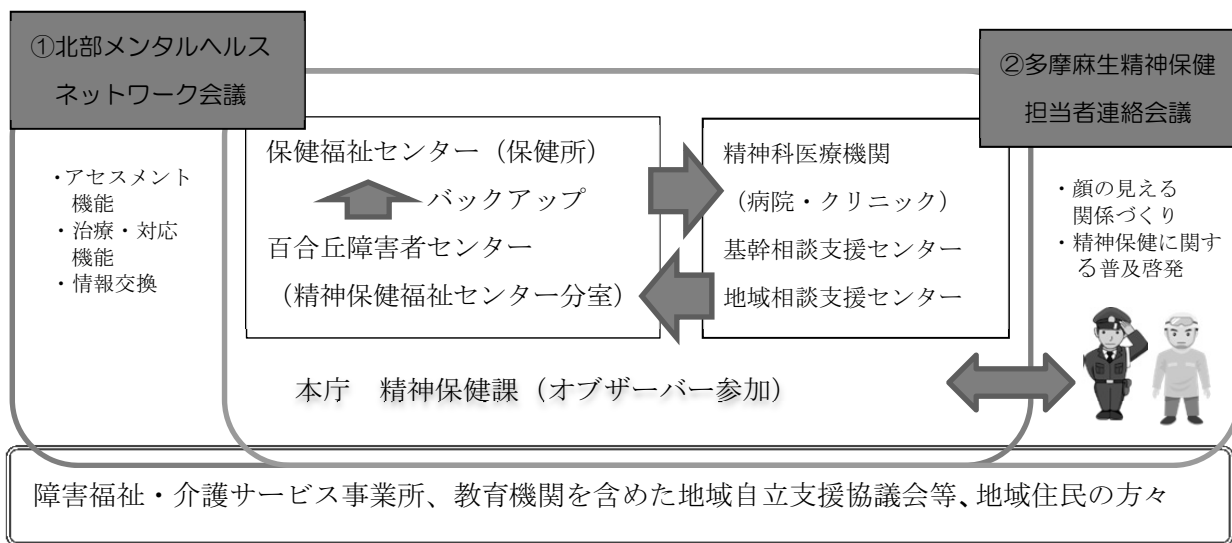 ①北部メンタルヘルス
ネットワーク会議
②多摩麻生精神保健
担当者連絡会議
・アセスメント
機能
・治療・対応
機能
・情報交換
保健福祉センター（保健所）
バックアップ
百合丘障害者センター
（精神保健福祉センター分室）
精神科医療機関
（病院・クリニック）
基幹相談支援センター
地域相談支援センター
・顔の見える
関係づくり
・精神保健に関す
る普及啓発
本庁　精神保健課（オブザーバー参加）
障害福祉・介護サービス事業所、教育機関を含めた地域自立支援協議会等、地域住民の方々